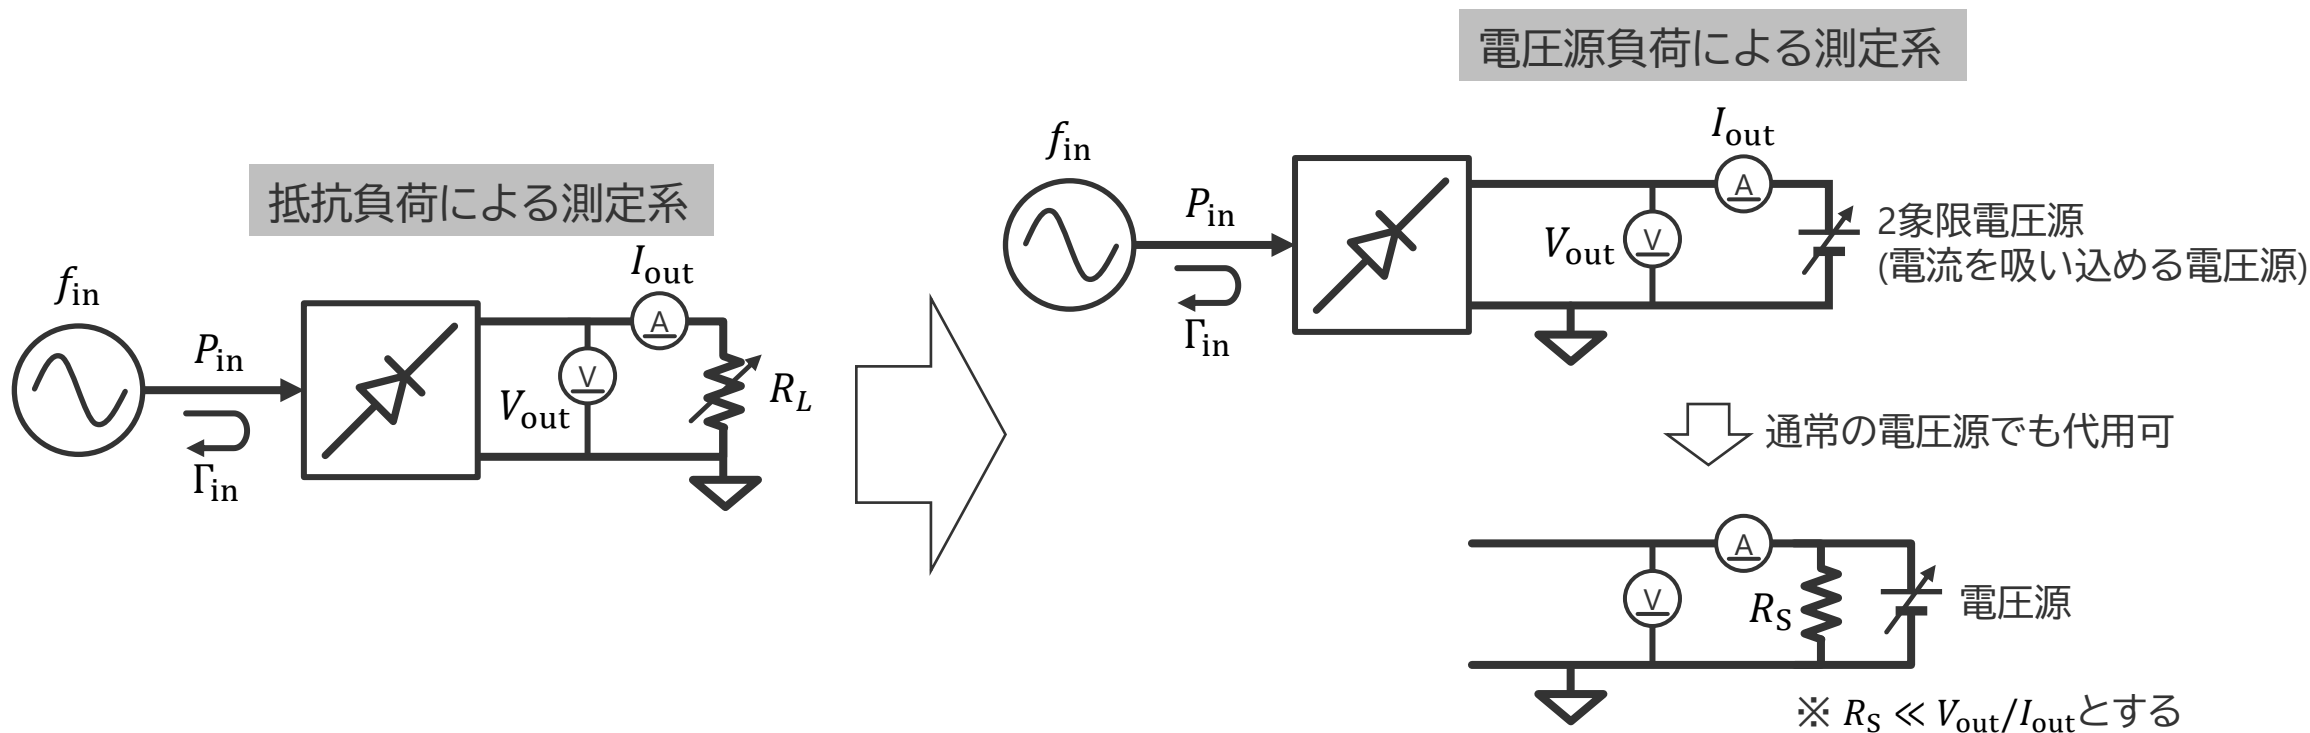 抵抗負荷による測定系
f_in
P_in
Γ_in
I_out
A
V
V_out
R_L
電圧源負荷による測定系
f_in
P_in
Γ_in
I_out
A
V
V_out
2象限電圧源
(電流を吸い込める電圧源)
通常の電圧源でも代用可
A
V
R_S
電圧源
※ R_S ≪ V_out/I_outとする